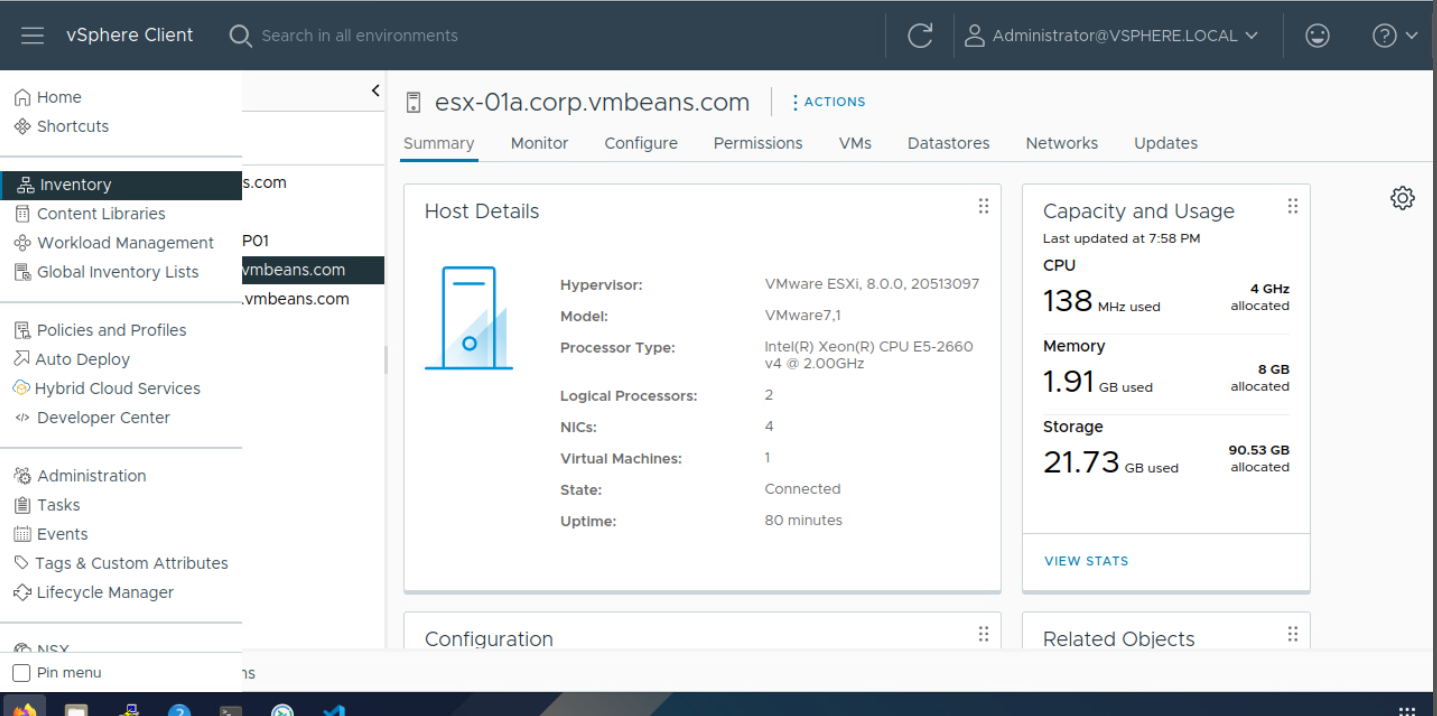 vSphere Client
Search in all environments
Administrator@VSPHERE.LOCAL
Home
Shortcuts
Inventory
Content Libraries
Workload Management
Global Inventory Lists
Policies and Profiles
Auto Deploy
Hybrid Cloud Services
Developer Center
Administration
Tasks
Events
Tags & Custom Attributes
Lifecycle Manager
NSX
Pin menu
s.com
P01
vmbeans.com
.vmbeans.com
ns
esx-01a.corp.vmbeans.com
ACTIONS
Summary Monitor Configure Permissions VMs Datastores Networks Updates
Host Details
Hypervisor: VMware ESXi, 8.0.0, 20513097
Model: VMware7,1
Processor Type: Intel(R) Xeon(R) CPU E5-2660
v4 @ 2.00GHz
Logical Processors: 2
NICs: 4
Virtual Machines: 1
State: Connected
Uptime: 80 minutes
Capacity and Usage
Last updated at 7:58 PM
CPU
138 MHz used 4 GHz
allocated
Memory
1.91 GB used 8 GB
allocated
Storage
21.73 GB used 90.53 GB
allocated
VIEW STATS
Configuration
Related Objects